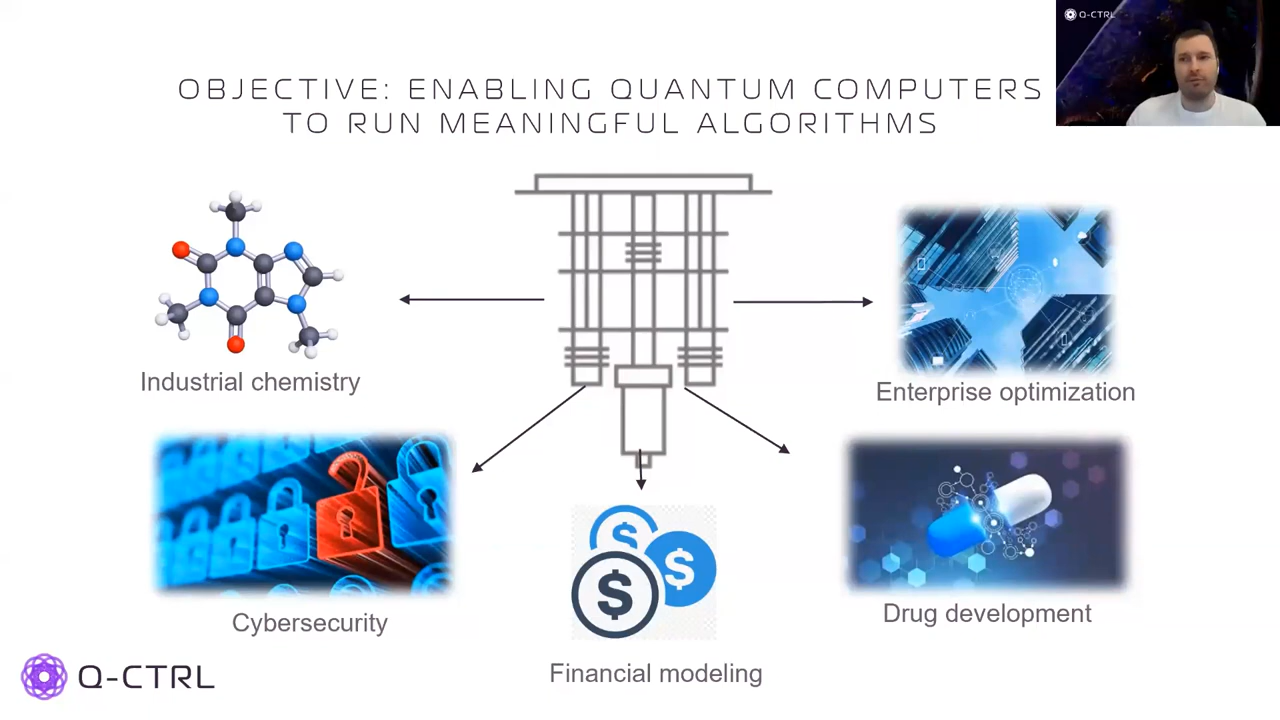 Q-CTRL
OBJECTIVE: ENABLING QUANTUM COMPUTERS
TO RUN MEANINGFUL ALGORITHMS
Industrial chemistry
Enterprise optimization
$
$
$
Cybersecurity
Drug development
Financial modeling
Q-CTRL